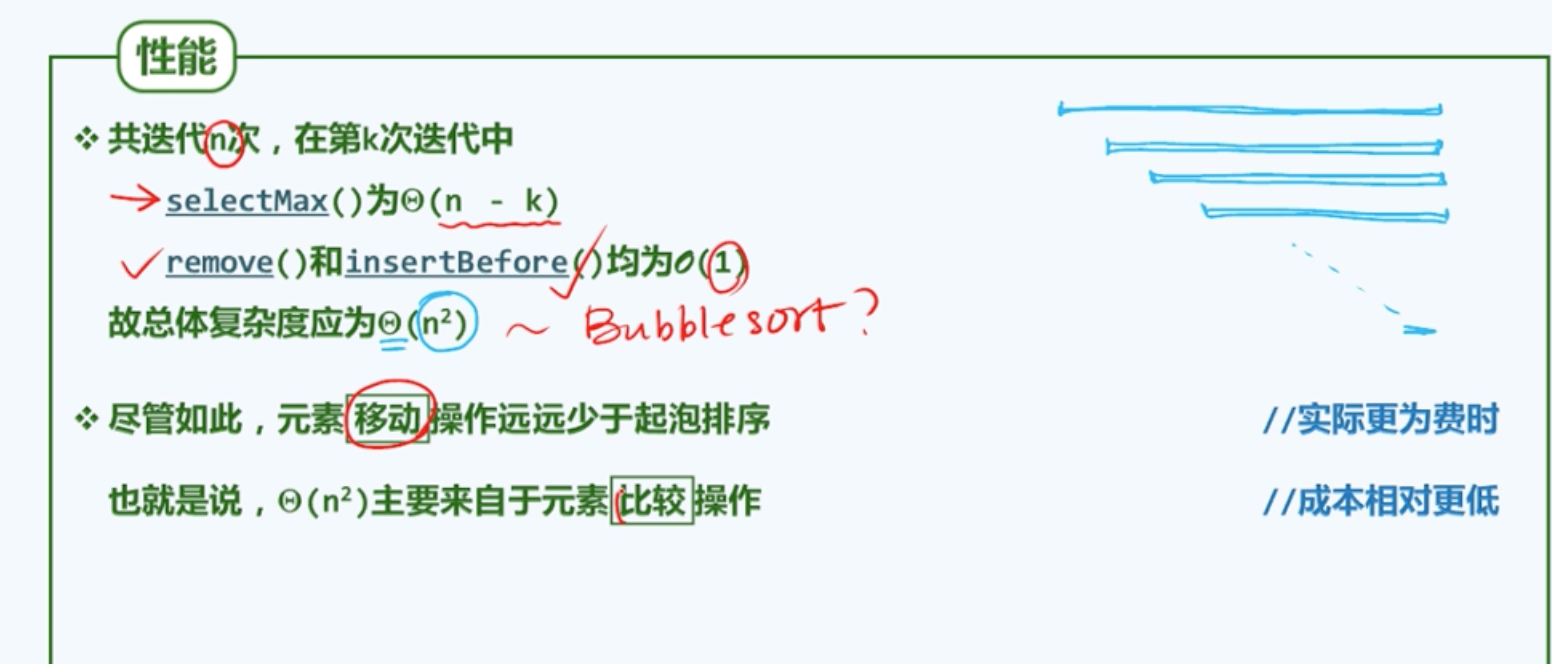 性能
❖ 共迭代n次，在第k次迭代中
selectMax()为Θ(n - k)
remove()和insertBefore()均为O(1)
故总体复杂度应为Θ(n²) ~ Bubblesort?
❖ 尽管如此，元素移动操作远远少于起泡排序 //实际更为费时
也就是说，Θ(n²)主要来自于元素比较操作 //成本相对更低